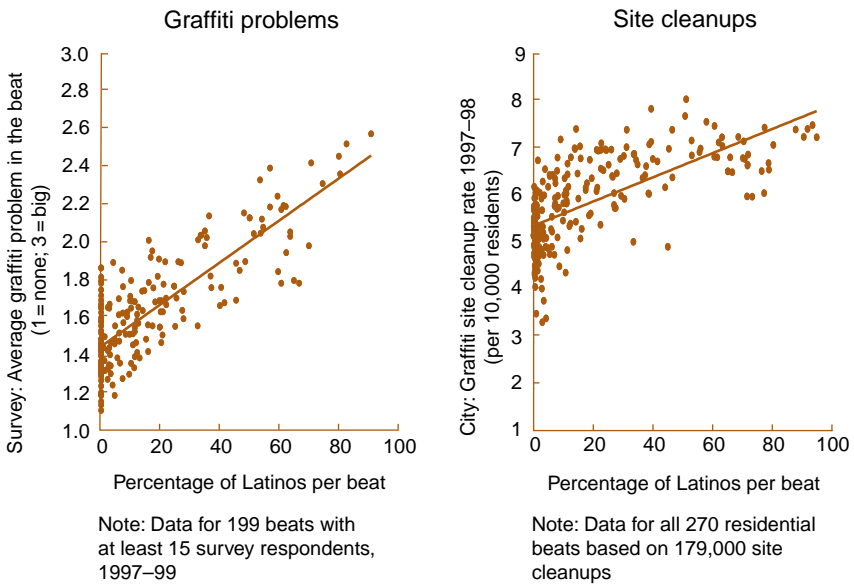 Graffiti problems
Survey: Average graffiti problem in the beat
(1 = none; 3 = big)
3.0
2.8
2.6
2.4
2.2
2.0
1.8
1.6
1.4
1.2
1.0
0
20
40
60
80
100
Percentage of Latinos per beat
Note: Data for 199 beats with
at least 15 survey respondents,
1997–99
Site cleanups
City: Graffiti site cleanup rate 1997–98
(per 10,000 residents)
9
8
7
6
5
4
3
2
1
0
20
40
60
80
100
Percentage of Latinos per beat
Note: Data for all 270 residential
beats based on 179,000 site
cleanups